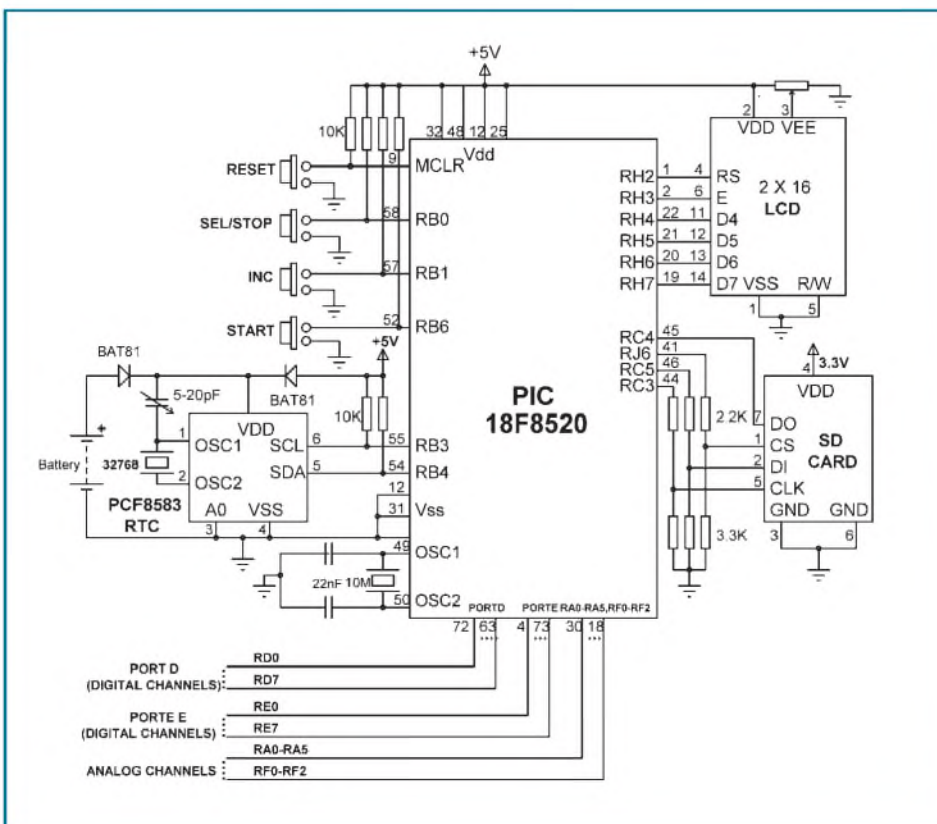 +5V
10K
32 48 12 25
Vdd
RESET
9 MCLR
SEL/STOP
58 RB0
INC
57 RB1
START
52 RB6
+5V
BAT81
5-20pF
BAT81
10K
VDD
1 OSC1
SCL 6 55 RB3
32768
2 OSC2
SDA 5 54 RB4
Battery
+
PCF8583
RTC
A0 VSS
3 4
12
31 Vss
49 OSC1
22nF 10M
50 OSC2
PIC
18F8520
RH2 1 4 RS
RH3 2 6 E
RH4 22 11 D4
RH5 21 12 D5
RH6 20 13 D6
RH7 19 14 D7
2 3
VDD VEE
2 X 16
LCD
VSS R/W
1 5
RC4 45
RJ6 41
RC5 46
RC3 44
3.3V
4
VDD
2.2K
7 DO
1 CS
2 DI
5 CLK
SD
CARD
3.3K
GND GND
3 6
PORTD PORTE RA0-RA5,RF0-RF2
72 63 4 73 30 18
PORT D
(DIGITAL CHANNELS)
RD0
RD7
PORTE E
(DIGITAL CHANNELS)
RE0
RE7
ANALOG CHANNELS
RA0-RA5
RF0-RF2